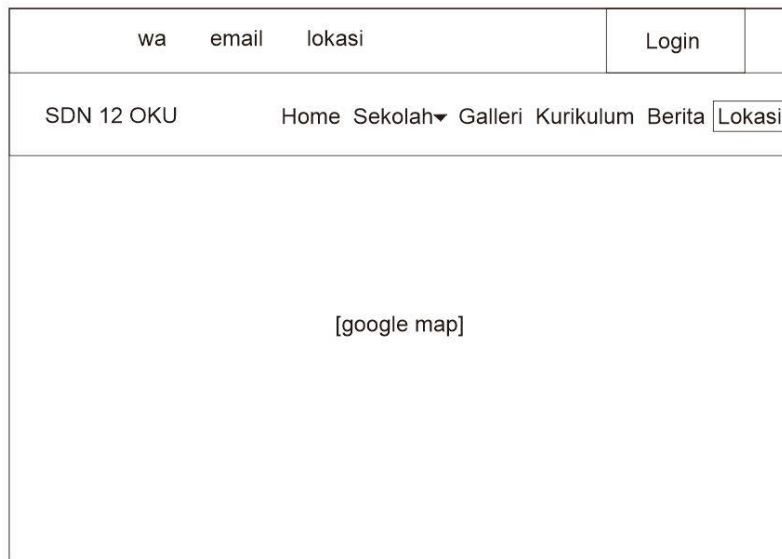 wa email lokasi Login
SDN 12 OKU Home Sekolah Galleri Kurikulum Berita Lokasi
[google map]